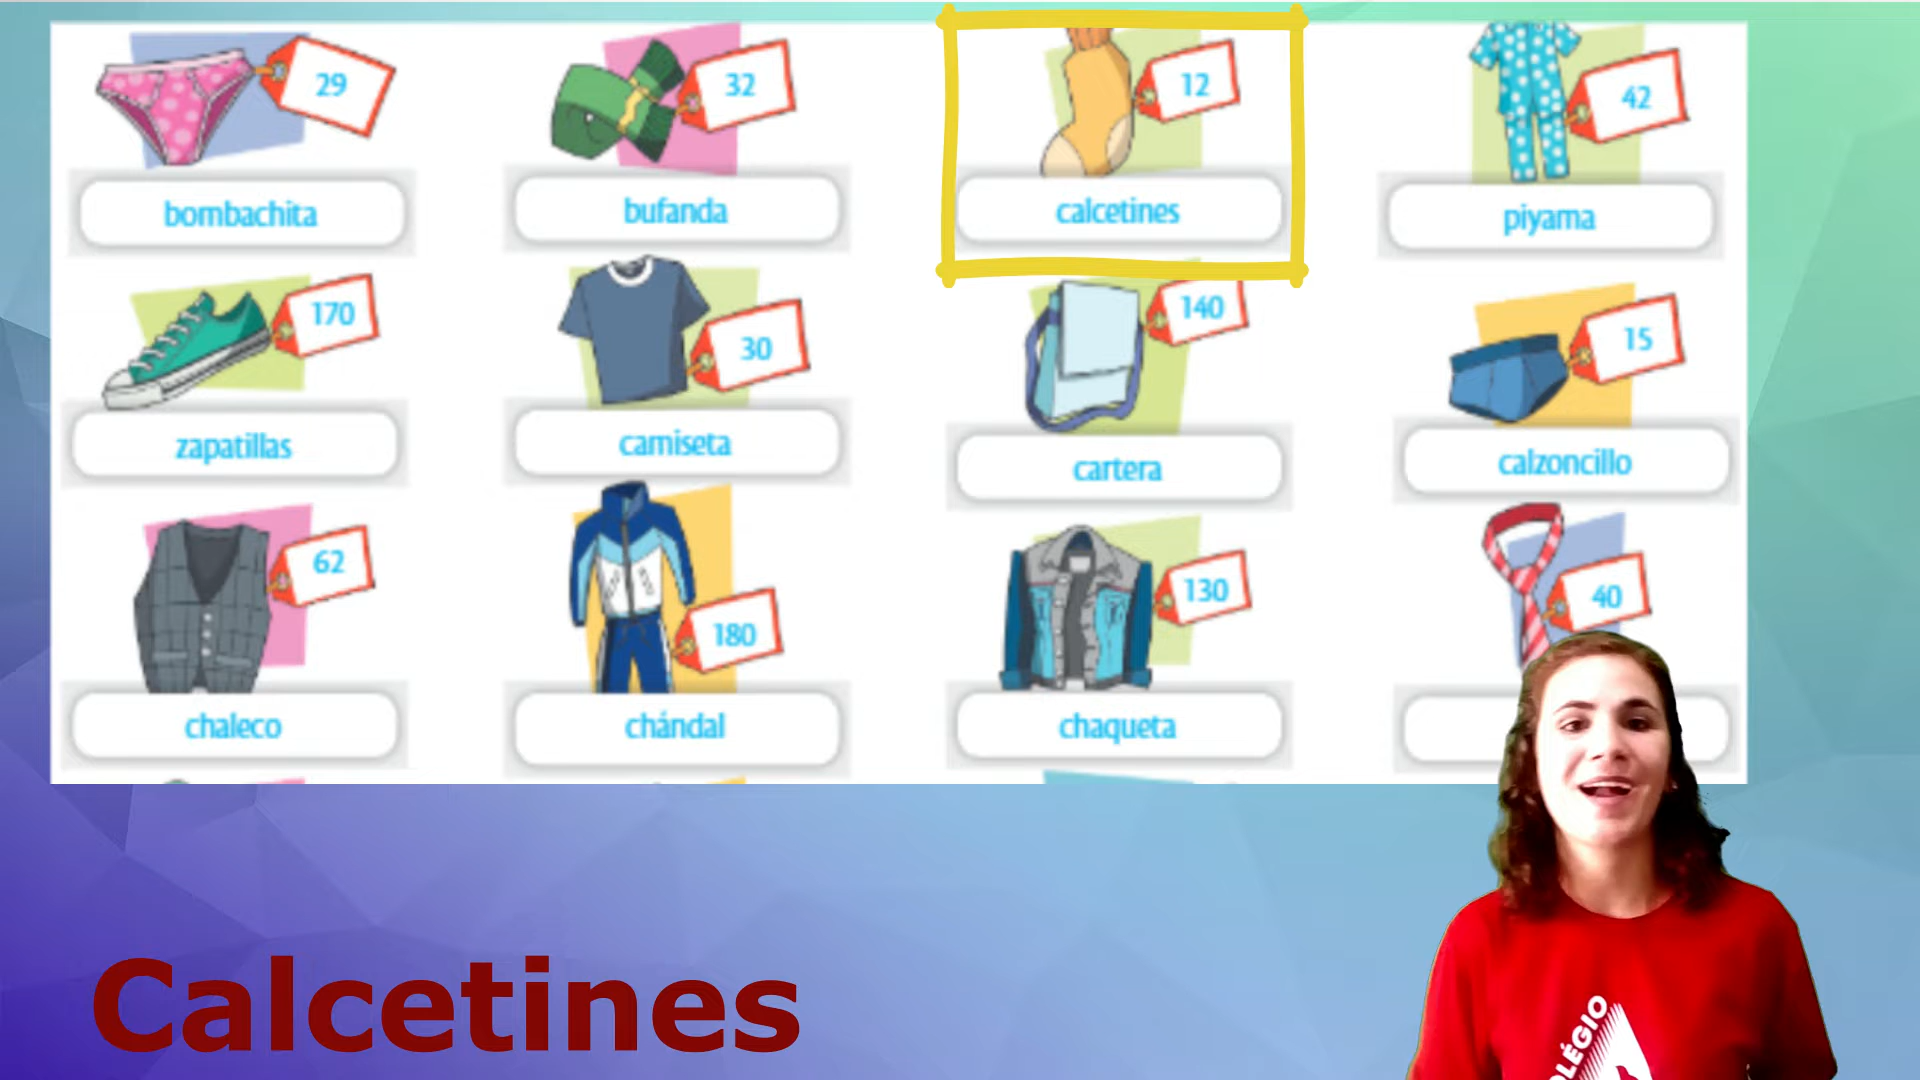 29
32
12
42
bombachita
bufanda
calcetines
piyama
170
30
140
15
zapatillas
camiseta
cartera
calzoncillo
62
180
130
40
chaleco
chándal
chaqueta
Calcetines